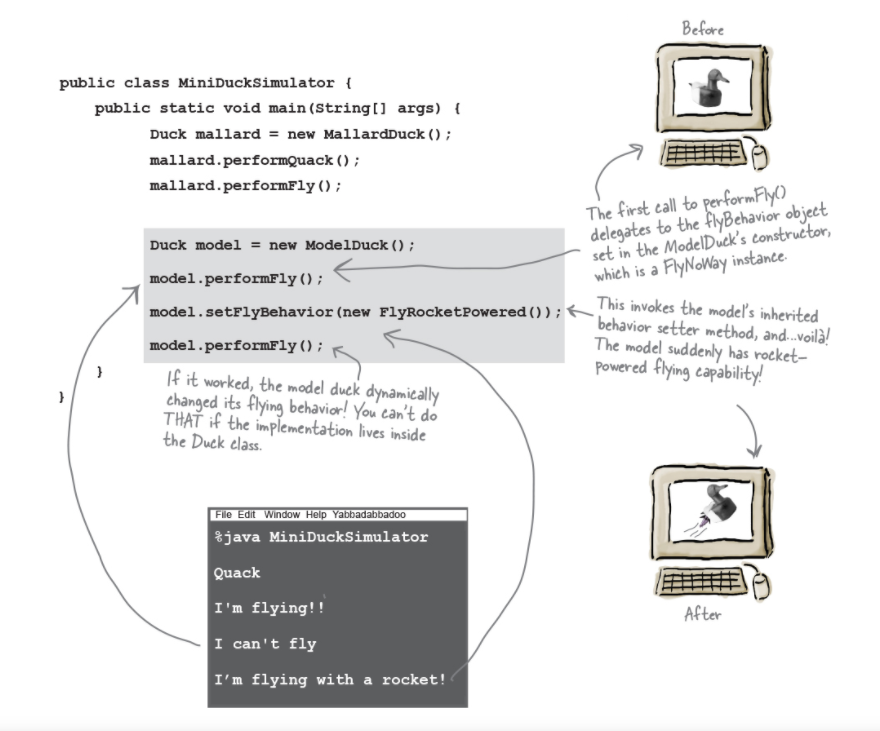 Before
public class MiniDuckSimulator {
public static void main(String[] args) {
Duck mallard = new MallardDuck();
mallard.performQuack();
mallard.performFly();
The first call to performFly()
delegates to the flyBehavior object
set in the ModelDuck's constructor,
which is a FlyNoWay instance.
Duck model = new ModelDuck();
model.performFly();
model.setFlyBehavior(new FlyRocketPowered());
model.performFly();
This invokes the model's inherited
behavior setter method, and...voilà!
The model suddenly has rocket-
powered flying capability!
}
}
If it worked, the model duck dynamically
changed its flying behavior! You can't do
THAT if the implementation lives inside
the Duck class.
File Edit Window Help Yabbadabbadoo
%java MiniDuckSimulator
Quack
I'm flying!!
I can't fly
I'm flying with a rocket!
After